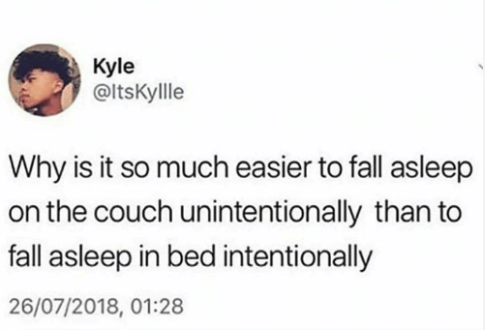 Kyle
@ItsKyllle
Why is it so much easier to fall asleep
on the couch unintentionally than to
fall asleep in bed intentionally
26/07/2018, 01:28